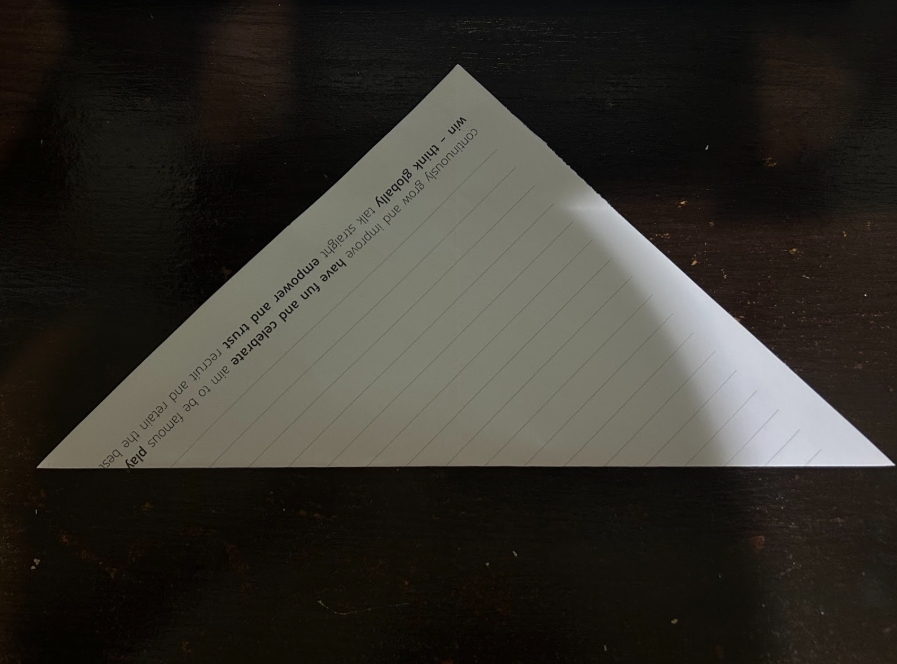 continuously grow and improve have fun and celebrate aim to be famous play
win – think globally talk straight empower and trust recruit and retain the best